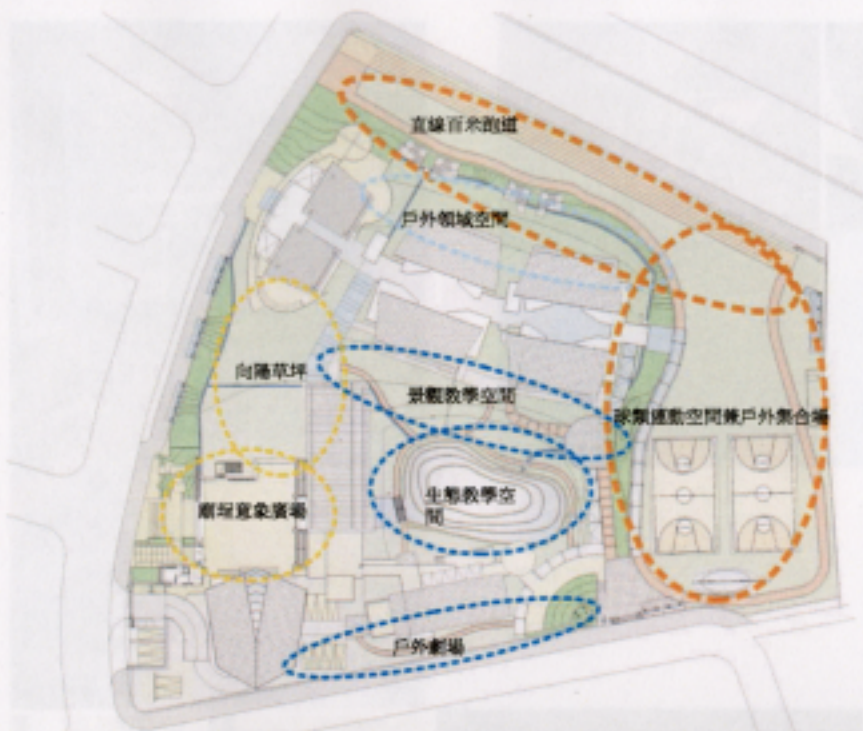 直線百米跑道
戶外領域空間
向陽草坪
景觀教學空間
球類運動空間兼戶外集合場
生態教學空
間
廟埕意象廣場
戶外劇場